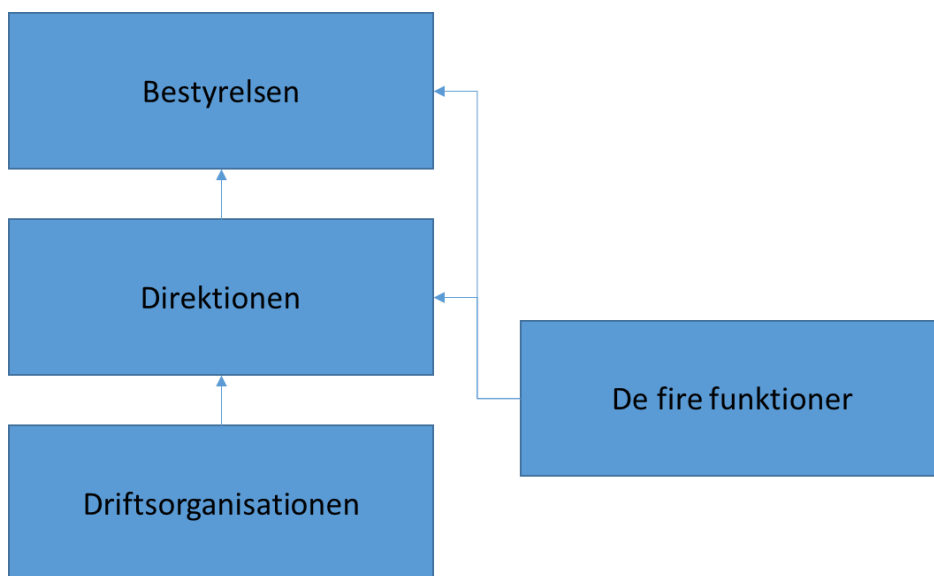 Bestyrelsen
Direktionen
De fire funktioner
Driftsorganisationen